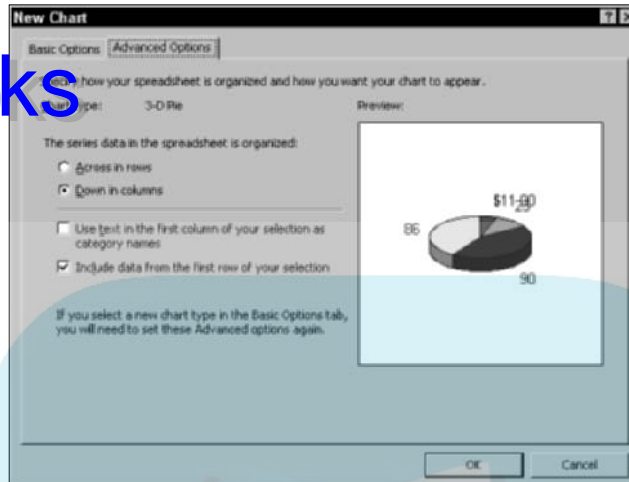 New Chart
Basic Options Advanced Options
how your spreadsheet is organized and how you want your chart to appear.
ks
type: 3-D Pie Preview:
The series data in the spreadsheet is organized:
Across in rows
Down in columns
Use text in the first column of your selection as
category names
Include data from the first row of your selection
If you select a new chart type in the Basic Options tab,
you will need to set these Advanced options again.
86
90
OK Cancel